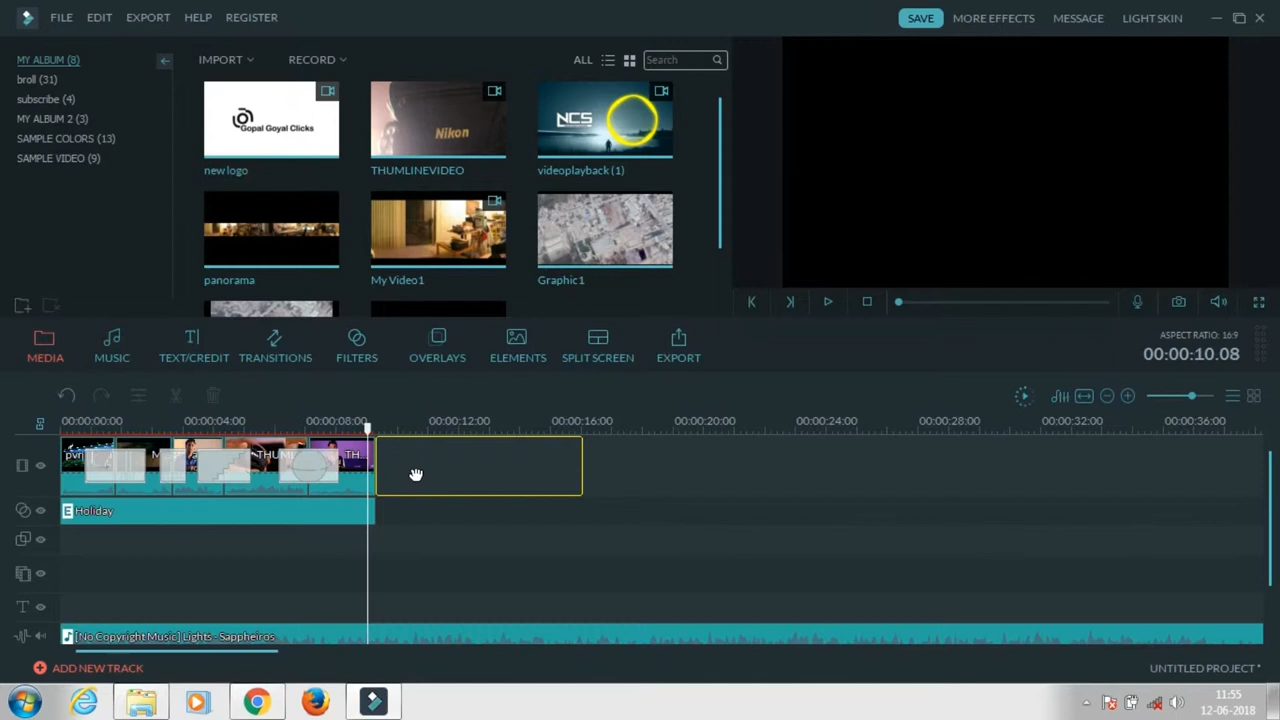 FILE EDIT EXPORT HELP REGISTER
SAVE MORE EFFECTS MESSAGE LIGHT SKIN
MY ALBUM (8)
broll (31)
subscribe (4)
MY ALBUM 2 (3)
SAMPLE COLORS (13)
SAMPLE VIDEO (9)
IMPORT RECORD ALL Search
Gopal Goyal Clicks
Nikon
NCS
new logo THUMLINEVIDEO videoplayback (1)
panorama My Video1 Graphic1
ASPECT RATIO: 16:9
00:00:10.08
MEDIA MUSIC TEXT/CREDIT TRANSITIONS FILTERS OVERLAYS ELEMENTS SPLIT SCREEN EXPORT
00:00:00:00 00:00:04:00 00:00:08:00 00:00:12:00 00:00:16:00 00:00:20:00 00:00:24:00 00:00:28:00 00:00:32:00 00:00:36:00
THUM TH...
E Holiday
T
[No Copyright Music] Lights - Sappheiros
ADD NEW TRACK
UNTITLED PROJECT *
11:55
12-06-2018